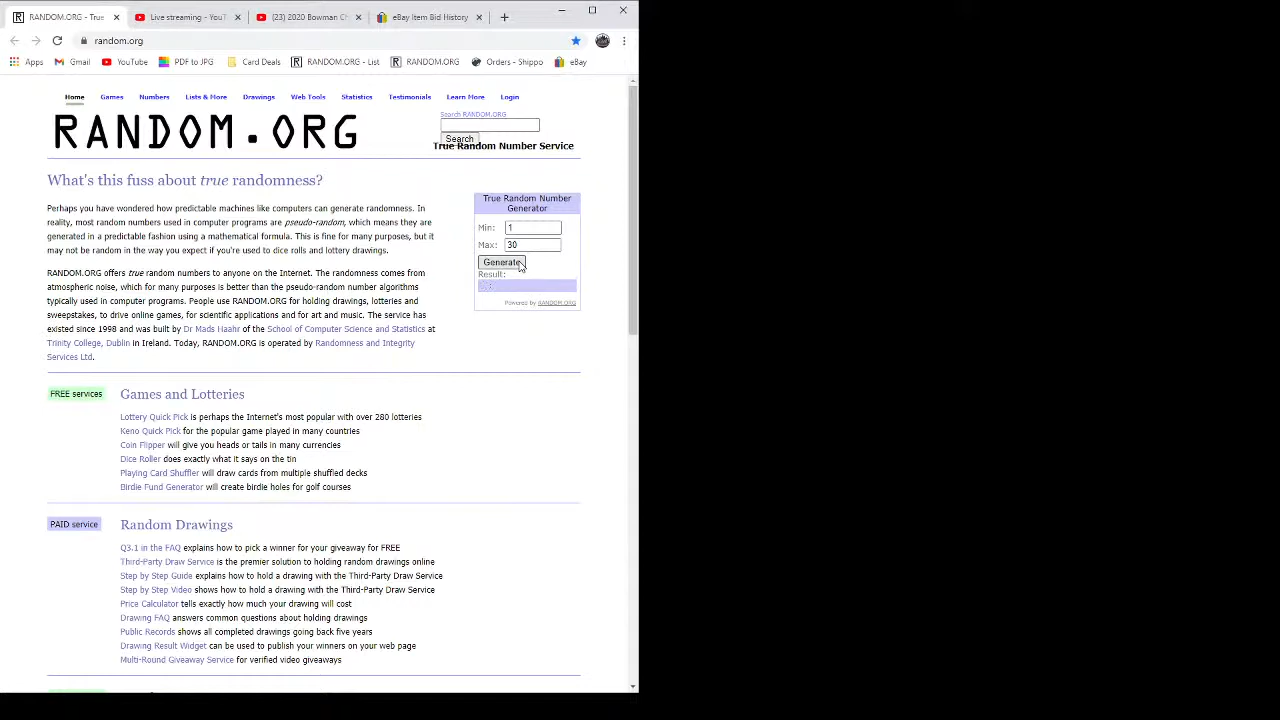 RANDOM.ORG - True
Live streaming - YouT
(23) 2020 Bowman Ch
eBay Item Bid History
random.org
Apps
Gmail
YouTube
PDF to JPG
Card Deals
RANDOM.ORG - List
RANDOM.ORG
Orders - Shippo
eBay
Home
Games
Numbers
Lists & More
Drawings
Web Tools
Statistics
Testimonials
Learn More
Login
Search RANDOM.ORG
RANDOM.ORG
Search
True Random Number Service
What's this fuss about true randomness?
Perhaps you have wondered how predictable machines like computers can generate randomness. In
reality, most random numbers used in computer programs are pseudo-random, which means they are
generated in a predictable fashion using a mathematical formula. This is fine for many purposes, but it
may not be random in the way you expect if you're used to dice rolls and lottery drawings.
RANDOM.ORG offers true random numbers to anyone on the Internet. The randomness comes from
atmospheric noise, which for many purposes is better than the pseudo-random number algorithms
typically used in computer programs. People use RANDOM.ORG for holding drawings, lotteries and
sweepstakes, to drive online games, for scientific applications and for art and music. The service has
existed since 1998 and was built by Dr Mads Haahr of the School of Computer Science and Statistics at
Trinity College, Dublin in Ireland. Today, RANDOM.ORG is operated by Randomness and Integrity
Services Ltd.
True Random Number
Generator
Min: 1
Max: 30
Generate
Result:
Powered by RANDOM.ORG
FREE services
Games and Lotteries
Lottery Quick Pick is perhaps the Internet's most popular with over 280 lotteries
Keno Quick Pick for the popular game played in many countries
Coin Flipper will give you heads or tails in many currencies
Dice Roller does exactly what it says on the tin
Playing Card Shuffler will draw cards from multiple shuffled decks
Birdie Fund Generator will create birdie holes for golf courses
PAID service
Random Drawings
Q3.1 in the FAQ explains how to pick a winner for your giveaway for FREE
Third-Party Draw Service is the premier solution to holding random drawings online
Step by Step Guide explains how to hold a drawing with the Third-Party Draw Service
Step by Step Video shows how to hold a drawing with the Third-Party Draw Service
Price Calculator tells exactly how much your drawing will cost
Drawing FAQ answers common questions about holding drawings
Public Records shows all completed drawings going back five years
Drawing Result Widget can be used to publish your winners on your web page
Multi-Round Giveaway Service for verified video giveaways